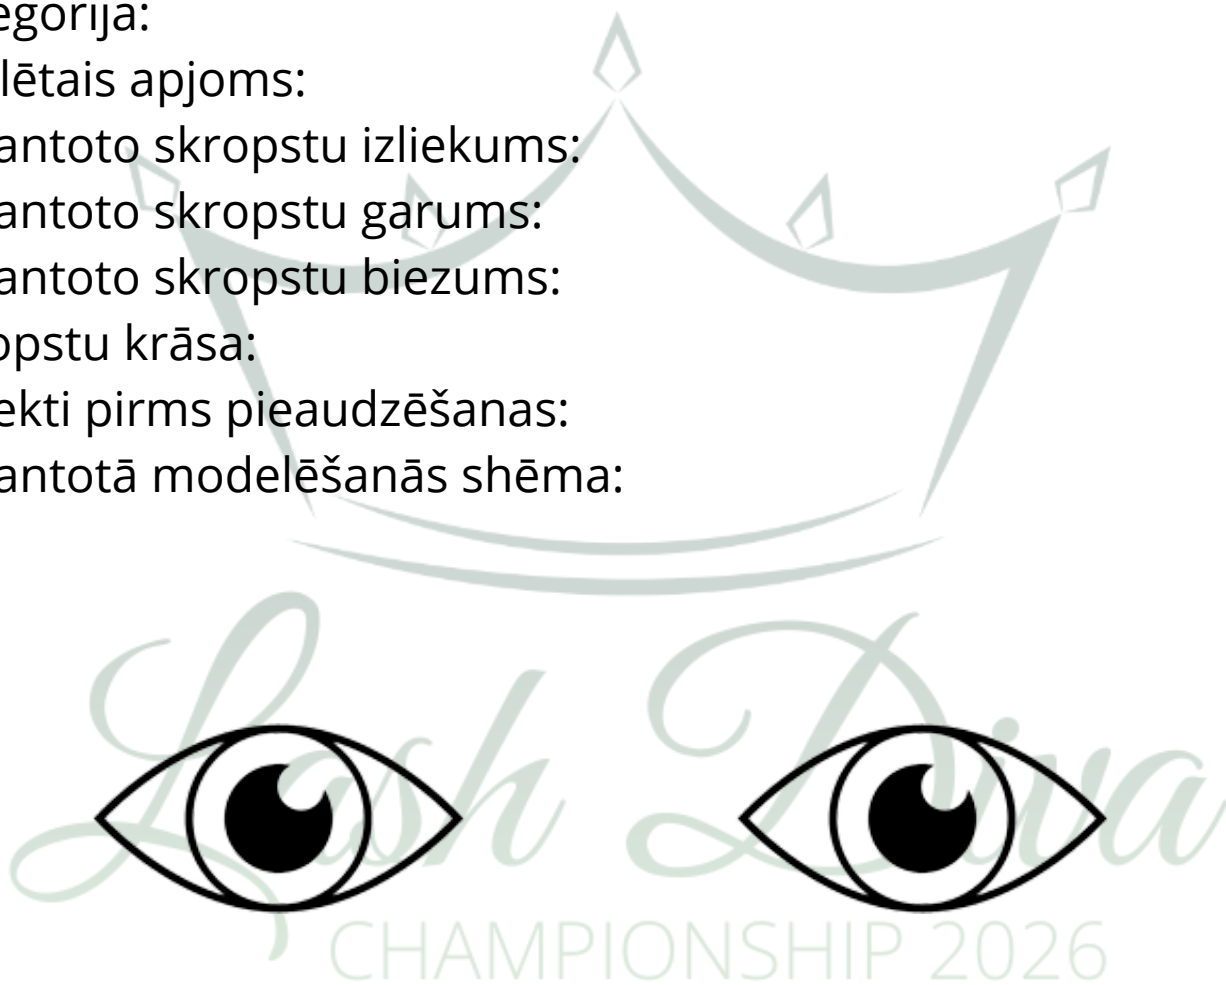 egorija:
lētais apjoms:
antoto skropstu izliekums:
antoto skropstu garums:
antoto skropstu biezums:
opstu krāsa:
ekti pirms pieaudzēšanas:
antotā modelēšanās shēma:
Lash Diva
CHAMPIONSHIP 2026